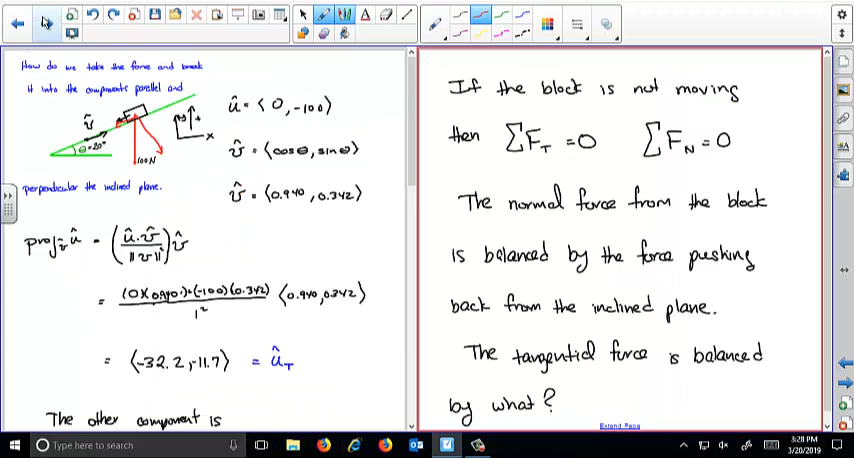 How do we take the force and break
it into the components parallel and
û = ⟨0, -100⟩
v̂
θ=20°
100N
x
v̂ = ⟨cosθ, sinθ⟩
perpendicular the inclined plane.
v̂ = ⟨0.940, 0.342⟩
proj_v̂ û = (û·v̂ / ||v||²) v̂
= (0)(0.940)+(-100)(0.342) / 1² ⟨0.940, 0.342⟩
= ⟨-32.2, -11.7⟩ = û_T
The other component is
If the block is not moving
then ΣF_T = 0 ΣF_N = 0
The normal force from the block
is balanced by the force pushing
back from the inclined plane.
The tangential force is balanced
by what?
Extend Page
Type here to search
3:28 PM
3/20/2019